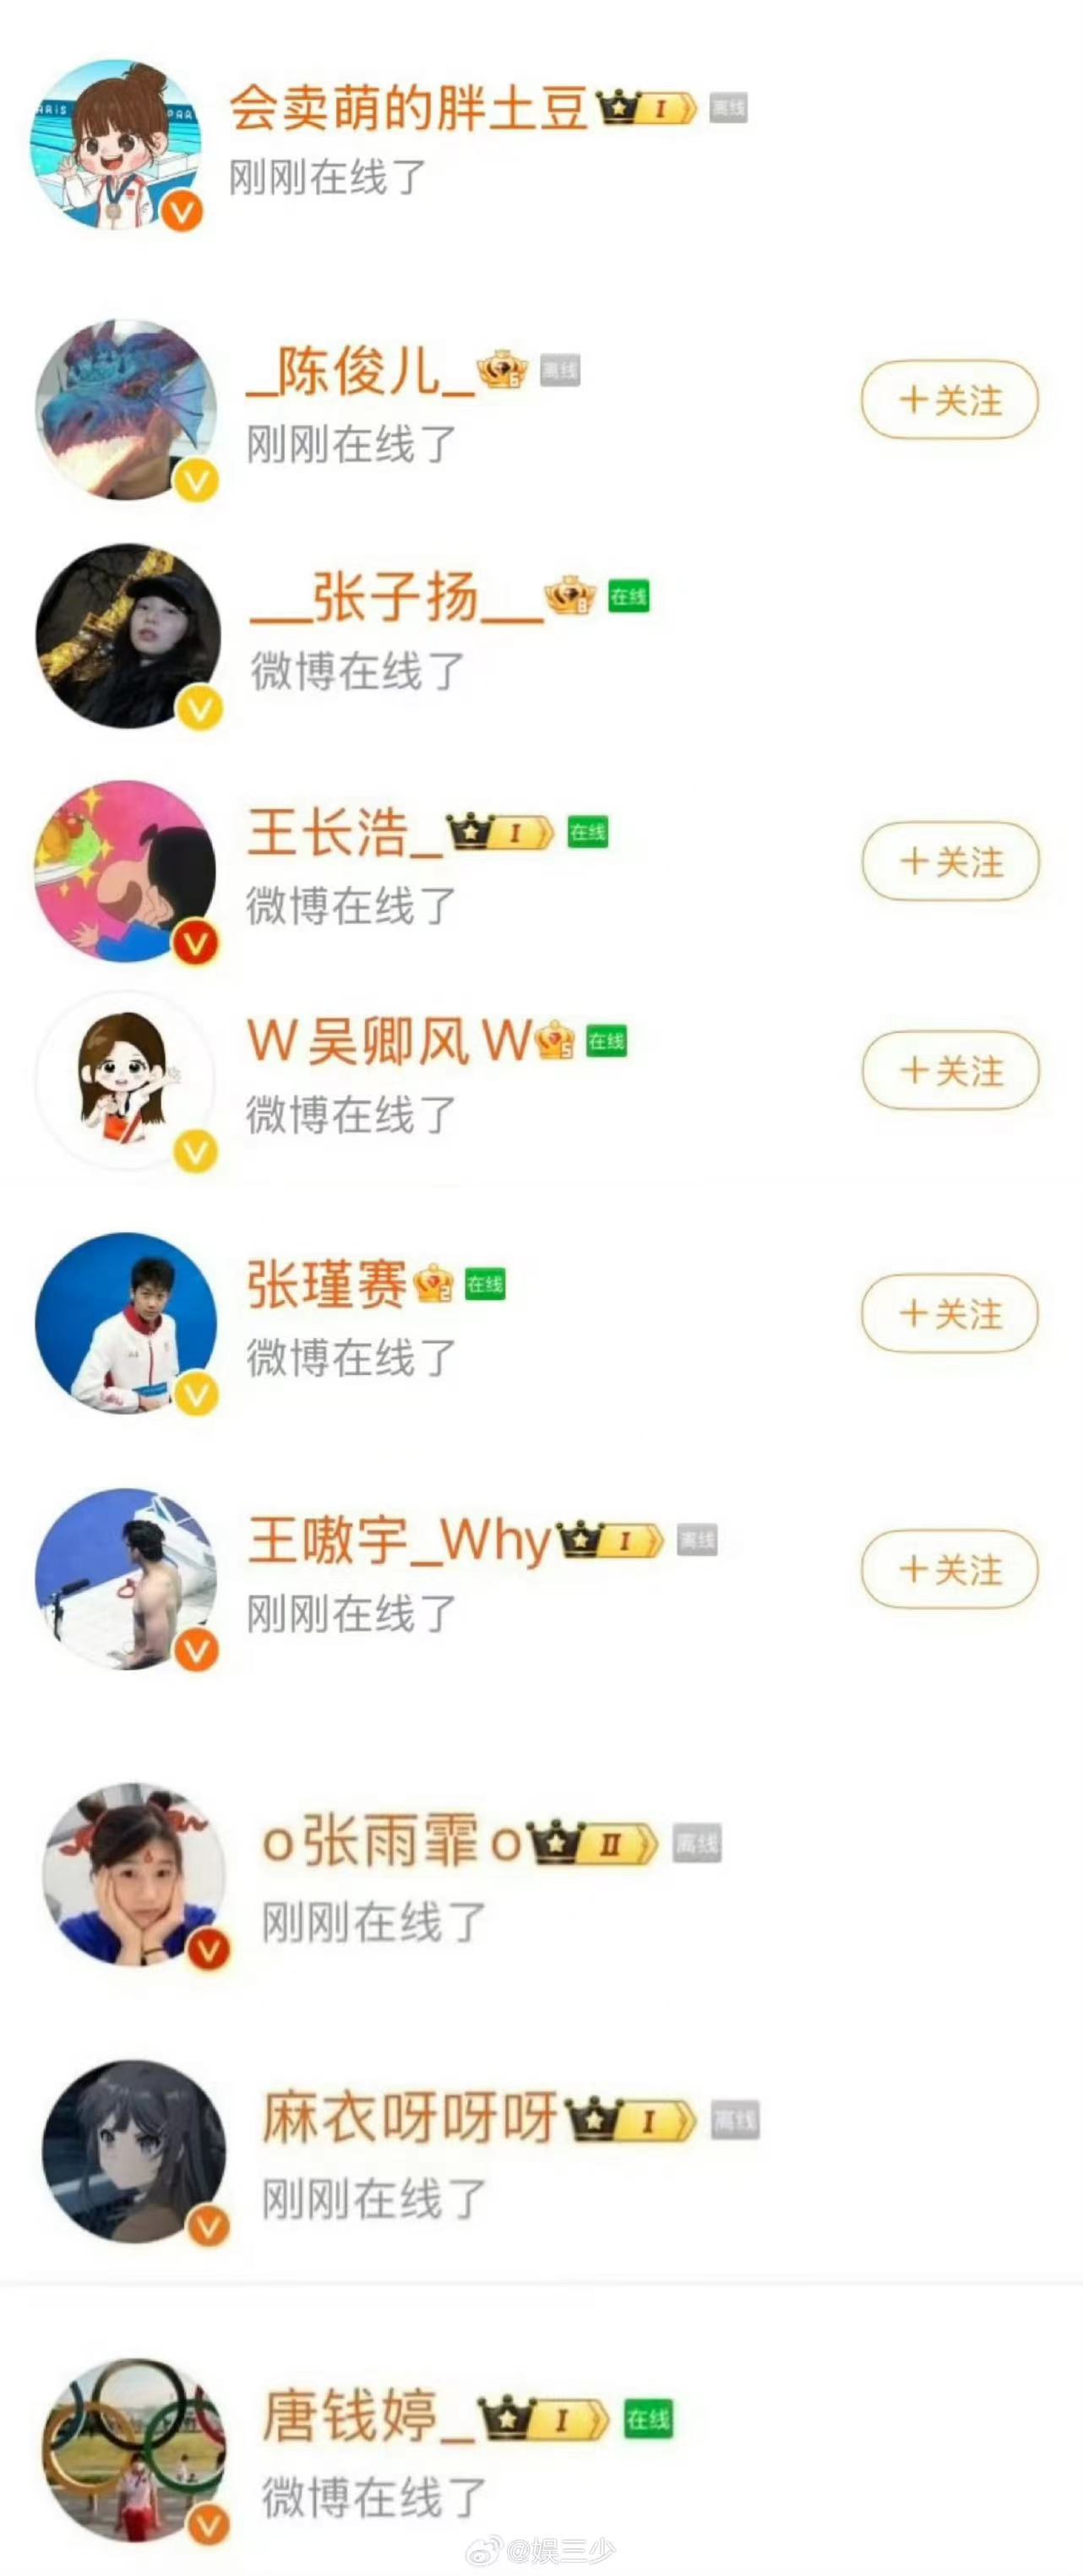 会卖萌的胖土豆 I 离线
刚刚在线了
_陈俊儿_ 6 离线
+关注
刚刚在线了
__张子扬__ 8 在线
微博在线了
王长浩_ I 在线
+关注
微博在线了
W吴卿风W 5 在线
+关注
微博在线了
张瑾赛 2 在线
+关注
微博在线了
王嗷宇_Why I 离线
+关注
刚刚在线了
o张雨霏o II 离线
刚刚在线了
麻衣呀呀呀 I 离线
刚刚在线了
唐钱婷_ I 在线
微博在线了
@娱三少